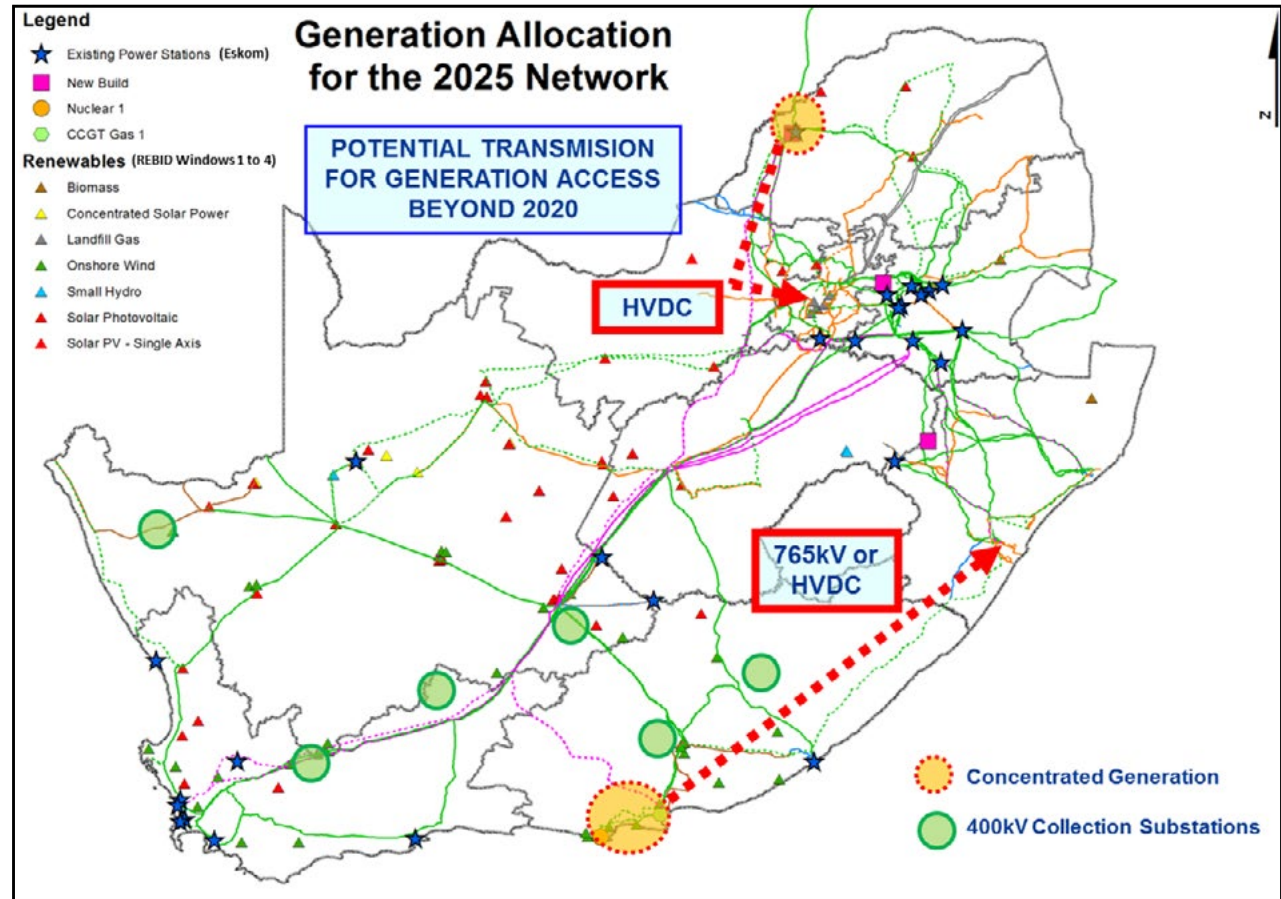 Legend
Existing Power Stations (Eskom)
New Build
Nuclear 1
CCGT Gas 1
Renewables (REBID Windows 1 to 4)
Biomass
Concentrated Solar Power
Landfill Gas
Onshore Wind
Small Hydro
Solar Photovoltaic
Solar PV - Single Axis
Generation Allocation
for the 2025 Network
POTENTIAL TRANSMISION
FOR GENERATION ACCESS
BEYOND 2020
N
HVDC
765kV or
HVDC
Concentrated Generation
400kV Collection Substations